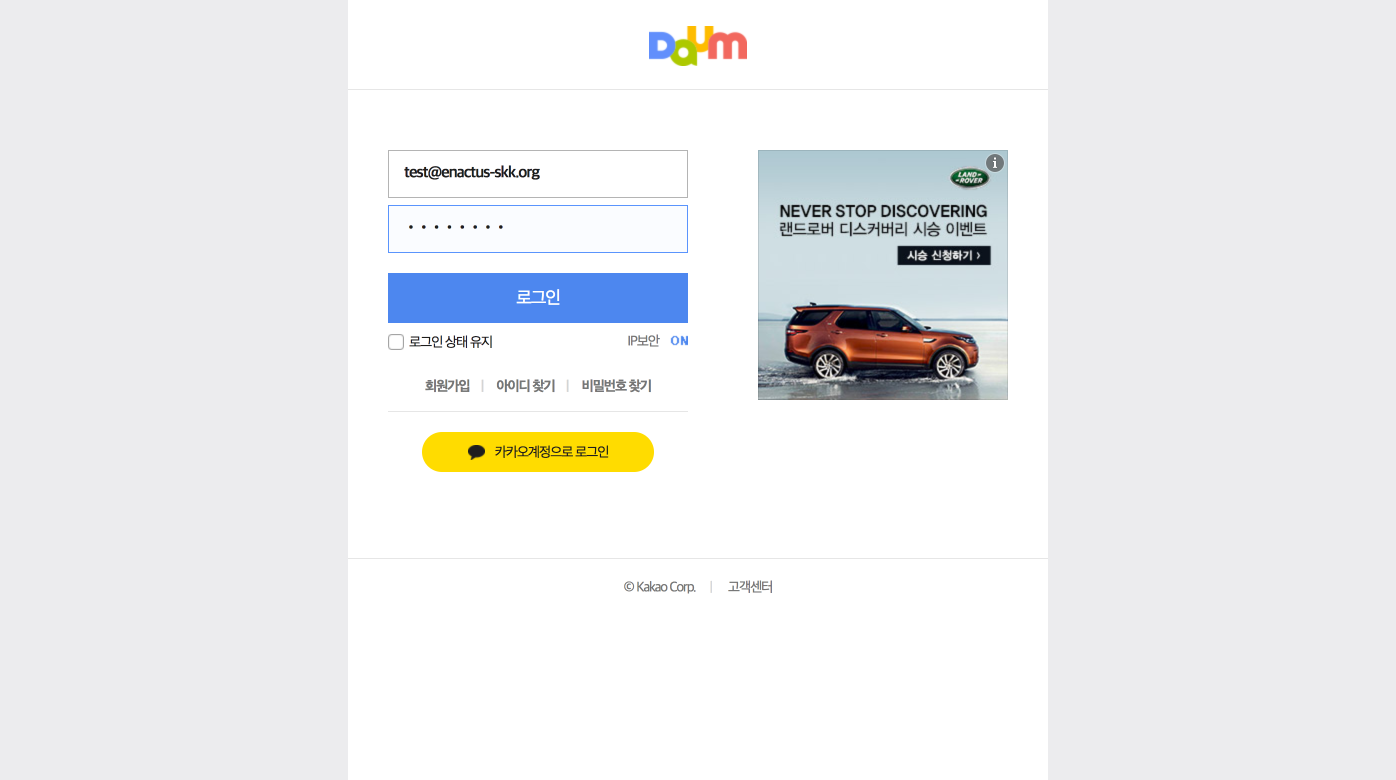 Daum
test@enactus-skk.org
로그인
로그인 상태 유지
IP보안 ON
회원가입 | 아이디 찾기 | 비밀번호 찾기
카카오계정으로 로그인
LAND ROVER
NEVER STOP DISCOVERING
랜드로버 디스커버리 시승 이벤트
시승 신청하기 >
© Kakao Corp. | 고객센터